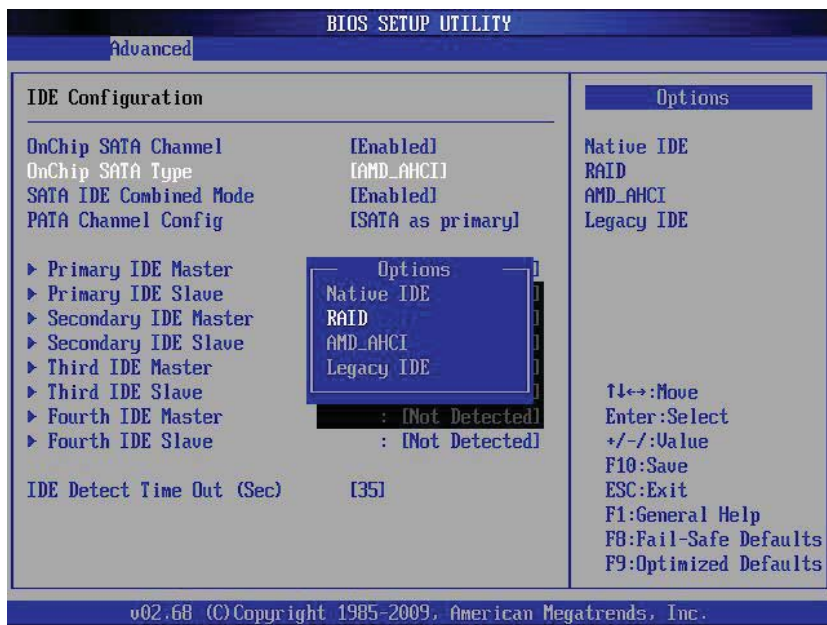 BIOS SETUP UTILITY
Advanced
IDE Configuration
OnChip SATA Channel [Enabled]
OnChip SATA Type [AMD_AHCI]
SATA IDE Combined Mode [Enabled]
PATA Channel Config [SATA as primary]
▶ Primary IDE Master ]
▶ Primary IDE Slave ]
▶ Secondary IDE Master ]
▶ Secondary IDE Slave ]
▶ Third IDE Master ]
▶ Third IDE Slave ]
▶ Fourth IDE Master : [Not Detected]
▶ Fourth IDE Slave : [Not Detected]
IDE Detect Time Out (Sec) [35]
Options
Native IDE
RAID
AMD_AHCI
Legacy IDE
Options
Native IDE
RAID
AMD_AHCI
Legacy IDE
↑↓←→:Move
Enter:Select
+/-/:Value
F10:Save
ESC:Exit
F1:General Help
F8:Fail-Safe Defaults
F9:Optimized Defaults
v02.68 (C)Copyright 1985-2009, American Megatrends, Inc.